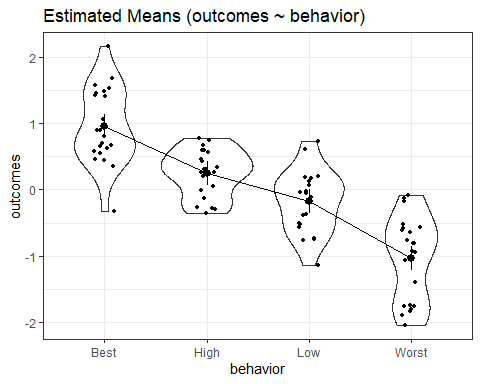 Estimated Means (outcomes ~ behavior)
outcomes
2
1
0
-1
-2
Best High Low Worst
behavior